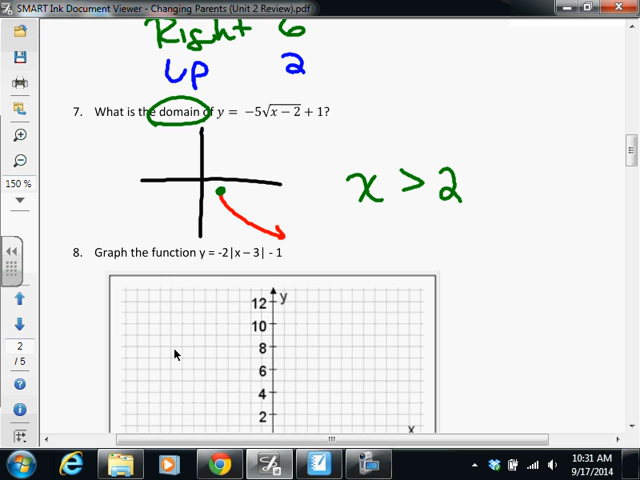 SMART Ink Document Viewer - Changing Parents (Unit 2 Review).pdf
Right 6
Up 2
7. What is the domain of y = −5√x − 2 + 1?
x > 2
8. Graph the function y = -2|x – 3| - 1
y
12
10
8
6
4
2
x
150 %
2
/ 5
10:31 AM
9/17/2014